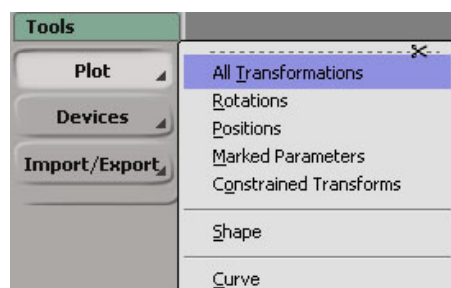 Tools
Plot
Devices
Import/Export
All Transformations
Rotations
Positions
Marked Parameters
Constrained Transforms
Shape
Curve